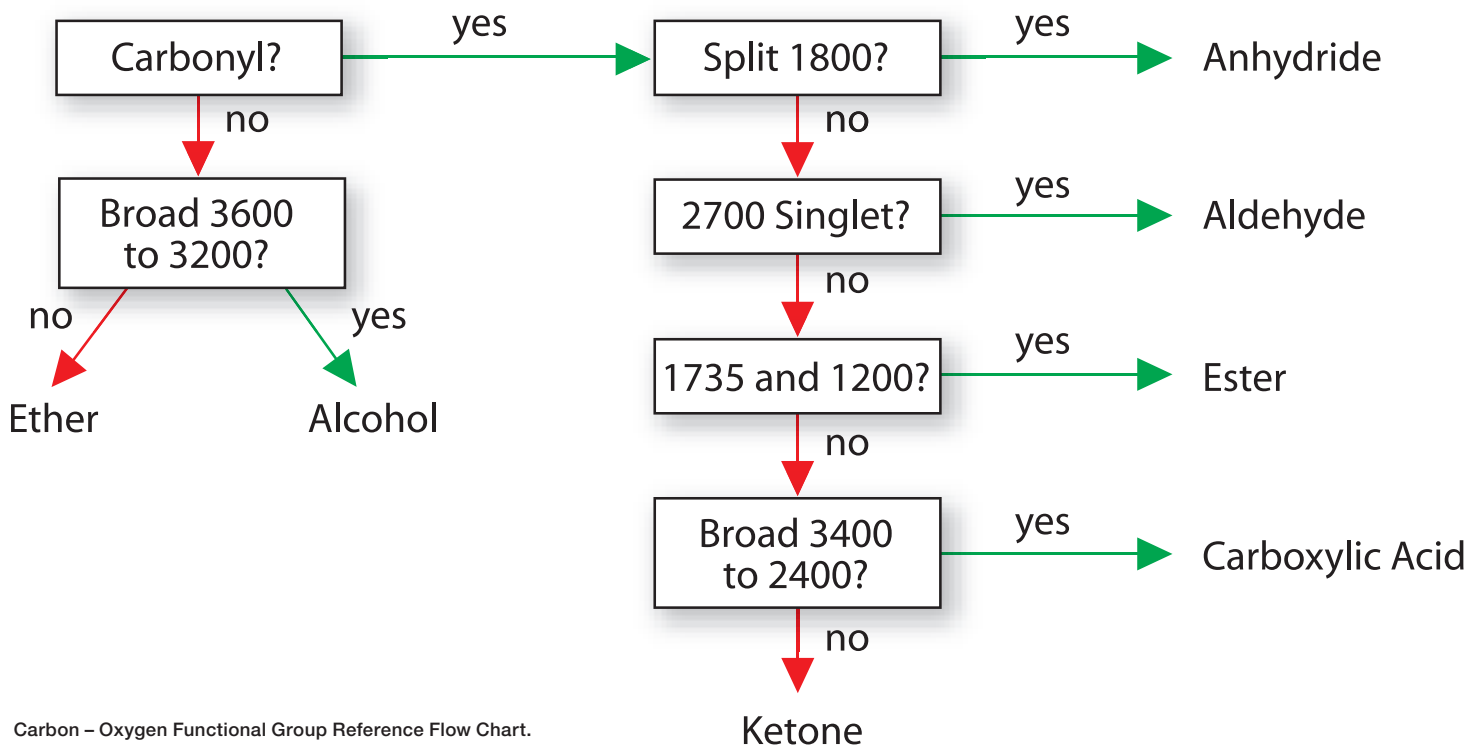 Carbonyl?
yes
Split 1800?
yes
Anhydride
no
no
Broad 3600
to 3200?
2700 Singlet?
yes
Aldehyde
no
no
yes
1735 and 1200?
yes
Ester
Ether
Alcohol
no
Broad 3400
to 2400?
yes
Carboxylic Acid
no
Ketone
Carbon – Oxygen Functional Group Reference Flow Chart.